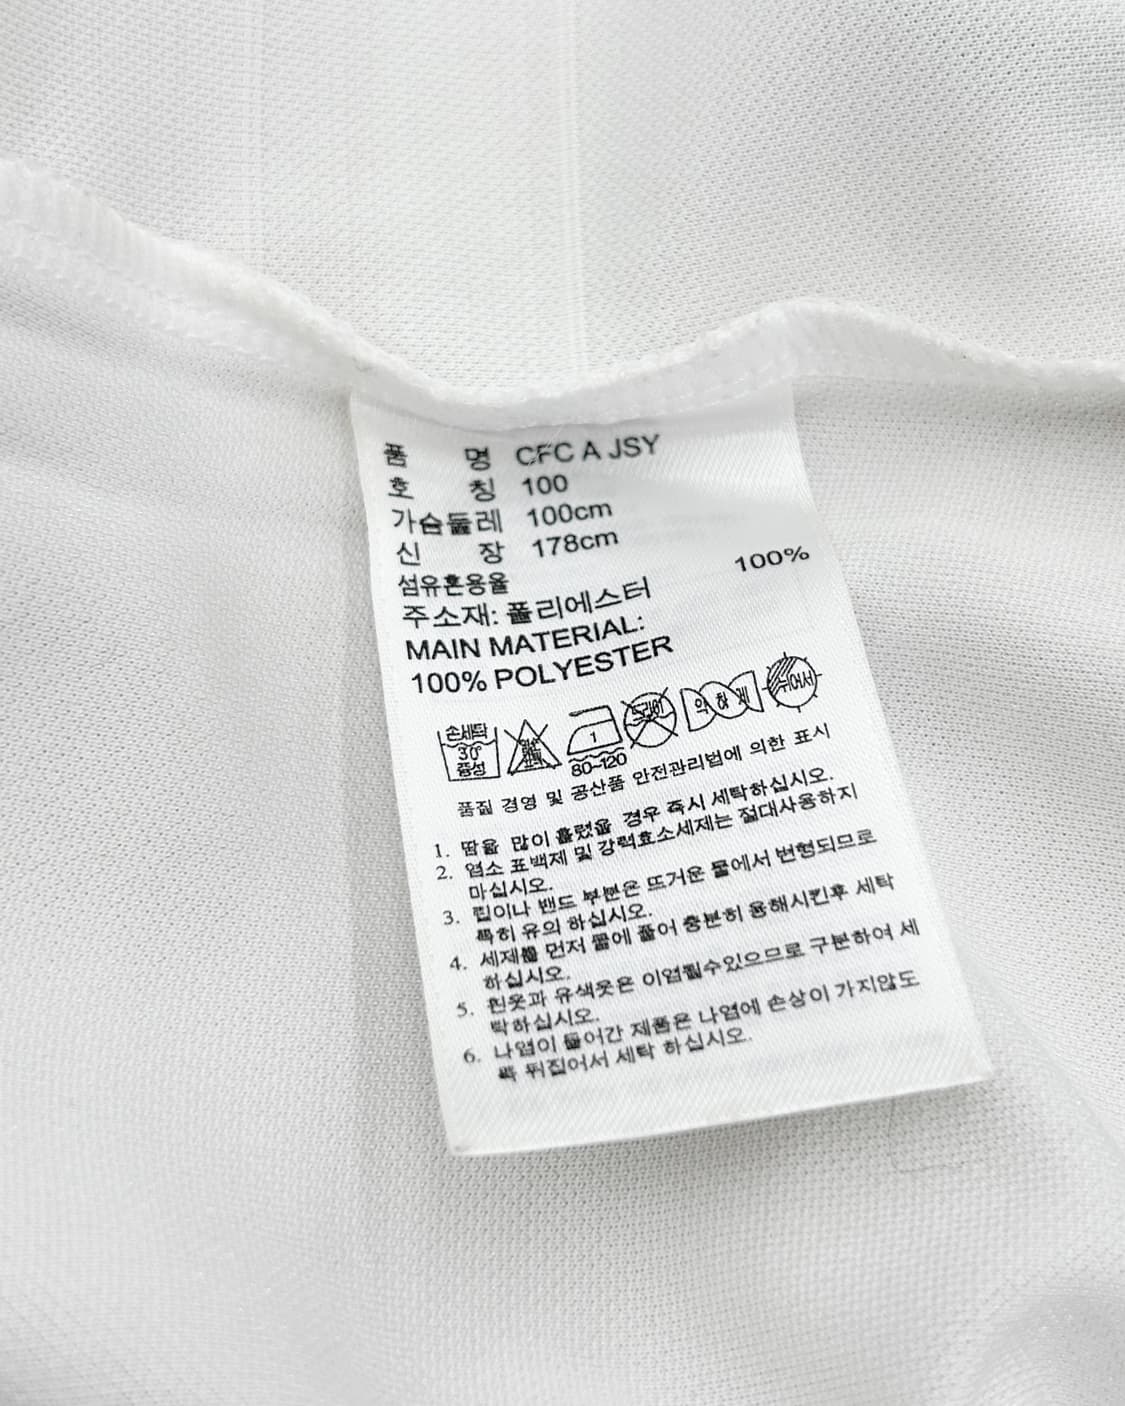 품 명 CFC A JSY
호 칭 100
가슴둘레 100cm
신 장 178cm
섬유혼용율 100%
주소재: 폴리에스터
MAIN MATERIAL:
100% POLYESTER
손세탁
30°
중성
1
80~120
드라이
약하게
뉘어서
품질 경영 및 공산품 안전관리법에 의한 표시
1. 땀을 많이 흘렸을 경우 즉시 세탁하십시오.
2. 염소 표백제 및 강력효소세제는 절대사용하지
마십시오.
3. 립이나 밴드 부분은 뜨거운 물에서 변형되므로
특히 유의 하십시오.
4. 세제를 먼저 물에 풀어 충분히 용해시킨후 세탁
하십시오.
5. 흰옷과 유색옷은 이염될수있으므로 구분하여 세
탁하십시오.
6. 나염이 들어간 제품은 나염에 손상이 가지않도
록 뒤집어서 세탁 하십시오.